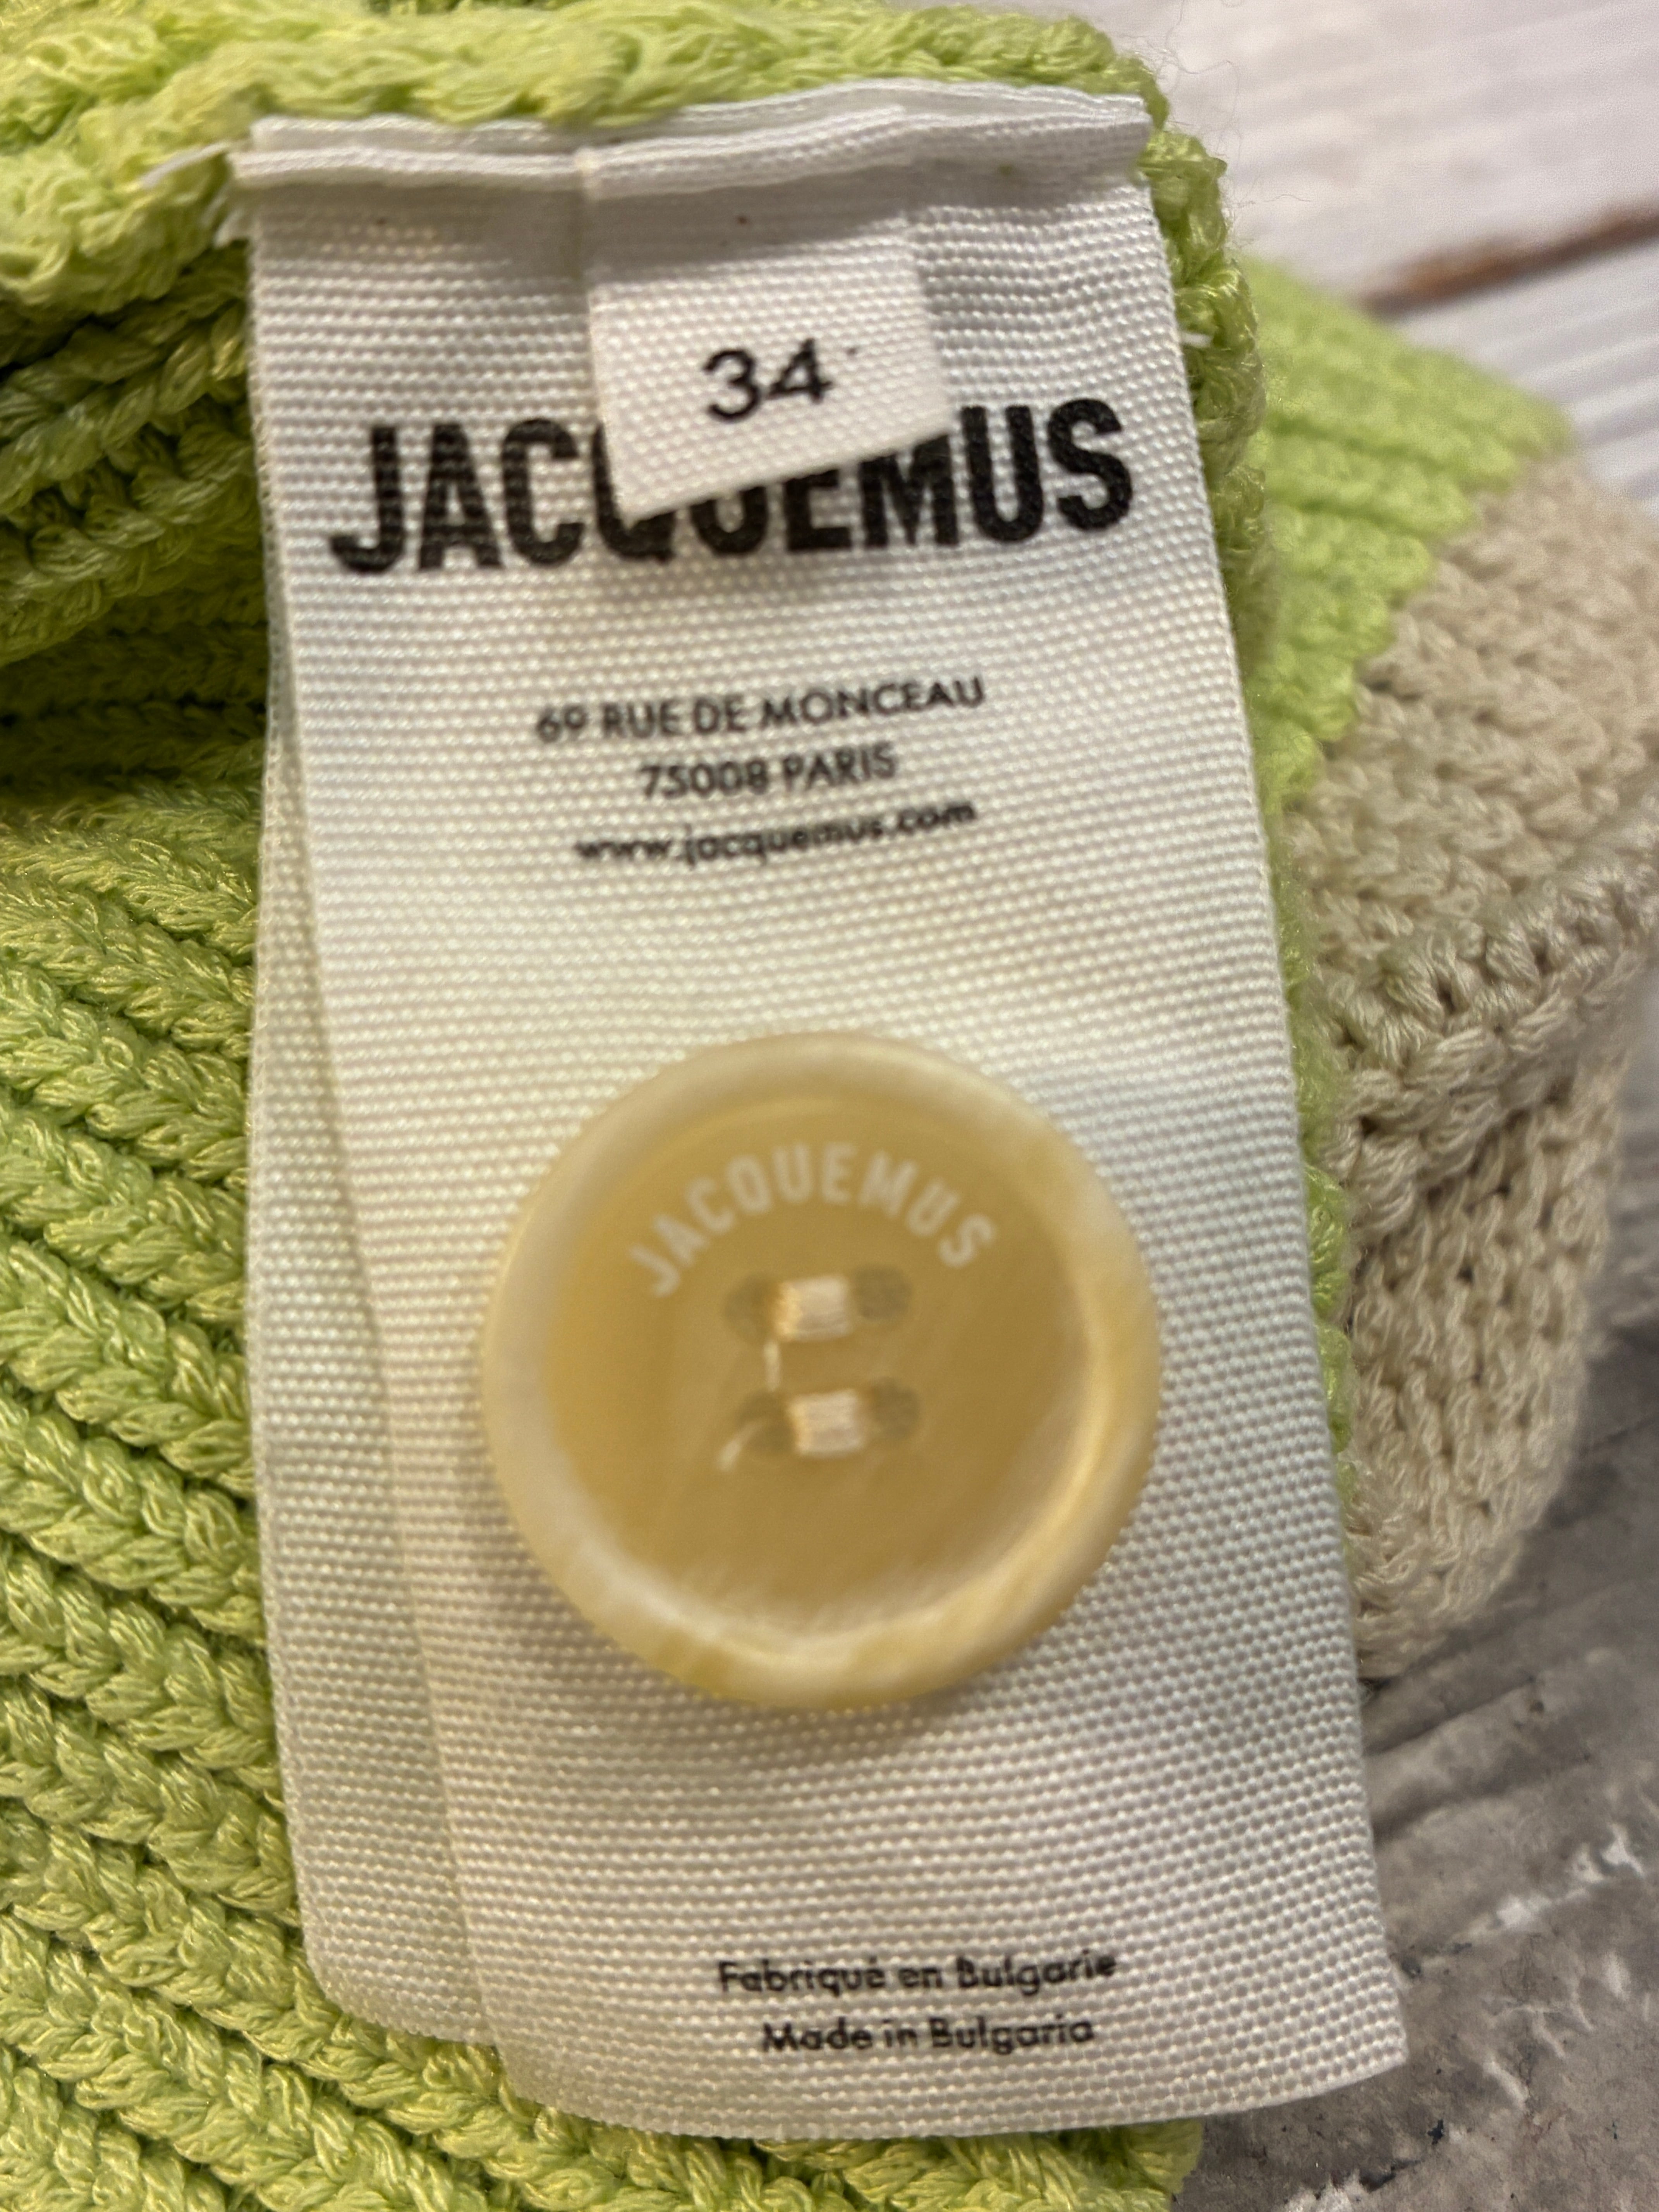 34
JACQUEMUS
69 RUE DE MONCEAU
75008 PARIS
www.jacquemus.com
JACQUEMUS
Fabriqué en Bulgarie
Made in Bulgaria